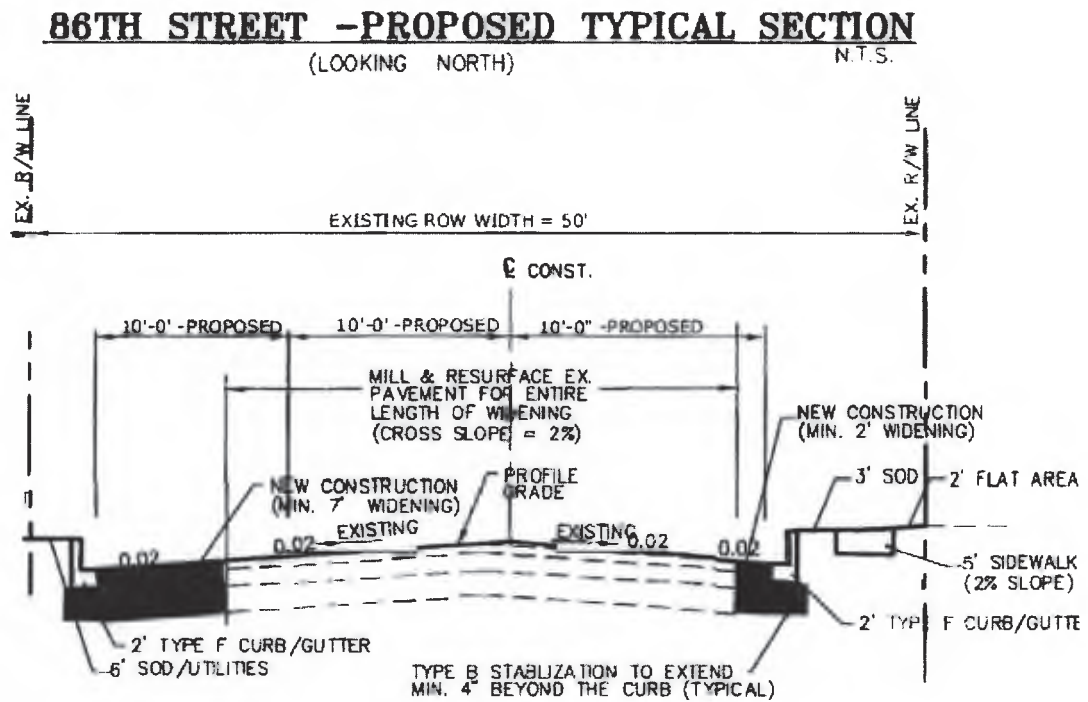 86TH STREET -PROPOSED TYPICAL SECTION
(LOOKING NORTH)
N.T.S.
EX. R/W LINE
EX. R/W LINE
EXISTING ROW WIDTH = 50'
℄ CONST.
10'-0' -PROPOSED
10'-0' -PROPOSED
10'-0" -PROPOSED
MILL & RESURFACE EX.
PAVEMENT FOR ENTIRE
LENGTH OF WIDENING
(CROSS SLOPE = 2%)
NEW CONSTRUCTION
(MIN. 2' WIDENING)
PROFILE
GRADE
3' SOD
2' FLAT AREA
NEW CONSTRUCTION
(MIN. 7' WIDENING)
EXISTING
EXISTING
0.02
0.02
0.02
0.02
5' SIDEWALK
(2% SLOPE)
2' TYPE F CURB/GUTTE
2' TYPE F CURB/GUTTER
6' SOD/UTILITIES
TYPE B STABLIZATION TO EXTEND
MIN. 4" BEYOND THE CURB (TYPICAL)